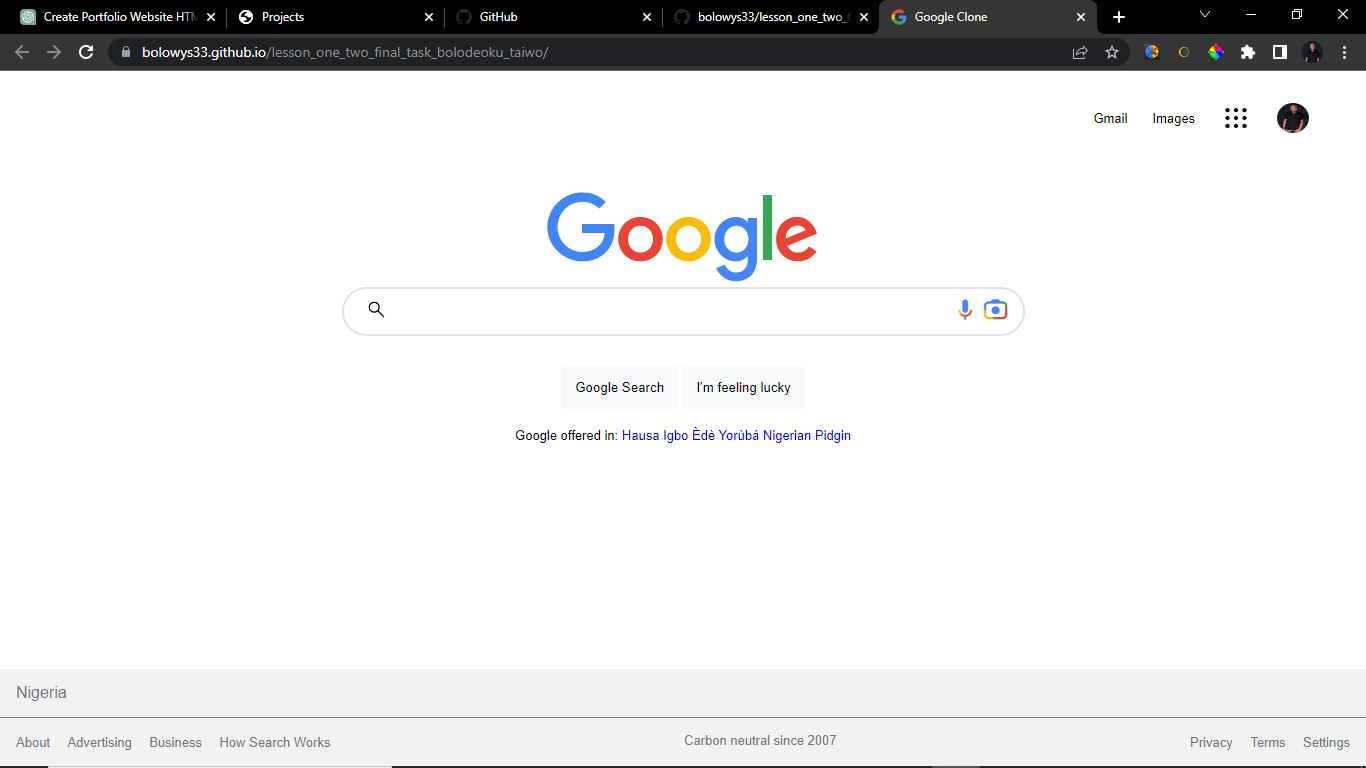 Create Portfolio Website HTM
Projects
GitHub
bolowys33/lesson_one_two_f
Google Clone
bolowys33.github.io/lesson_one_two_final_task_bolodeoku_taiwo/
Gmail Images
Google
Google Search I'm feeling lucky
Google offered in: Hausa Igbo Èdè Yorùbá Nigerian Pidgin
Nigeria
About Advertising Business How Search Works Carbon neutral since 2007 Privacy Terms Settings